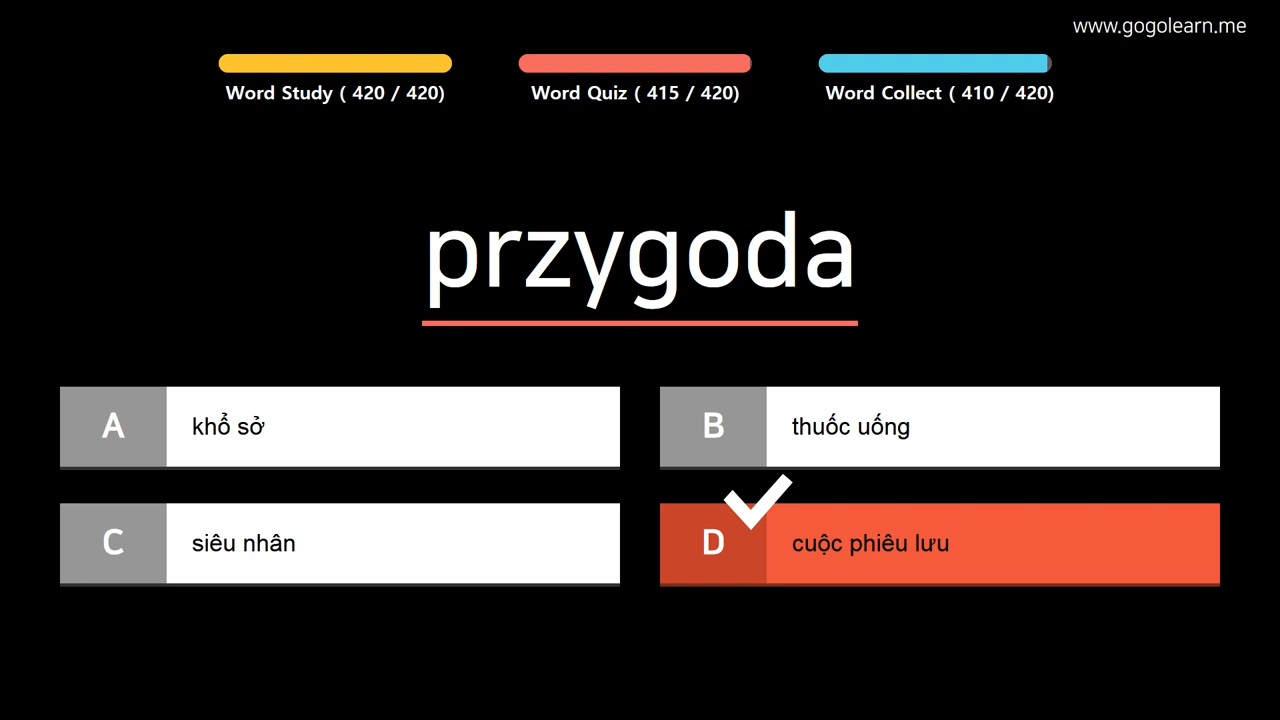 www.gogolearn.me
Word Study ( 420 / 420)
Word Quiz ( 415 / 420)
Word Collect ( 410 / 420)
przygoda
A
khổ sở
B
thuốc uống
C
siêu nhân
D
cuộc phiêu lưu